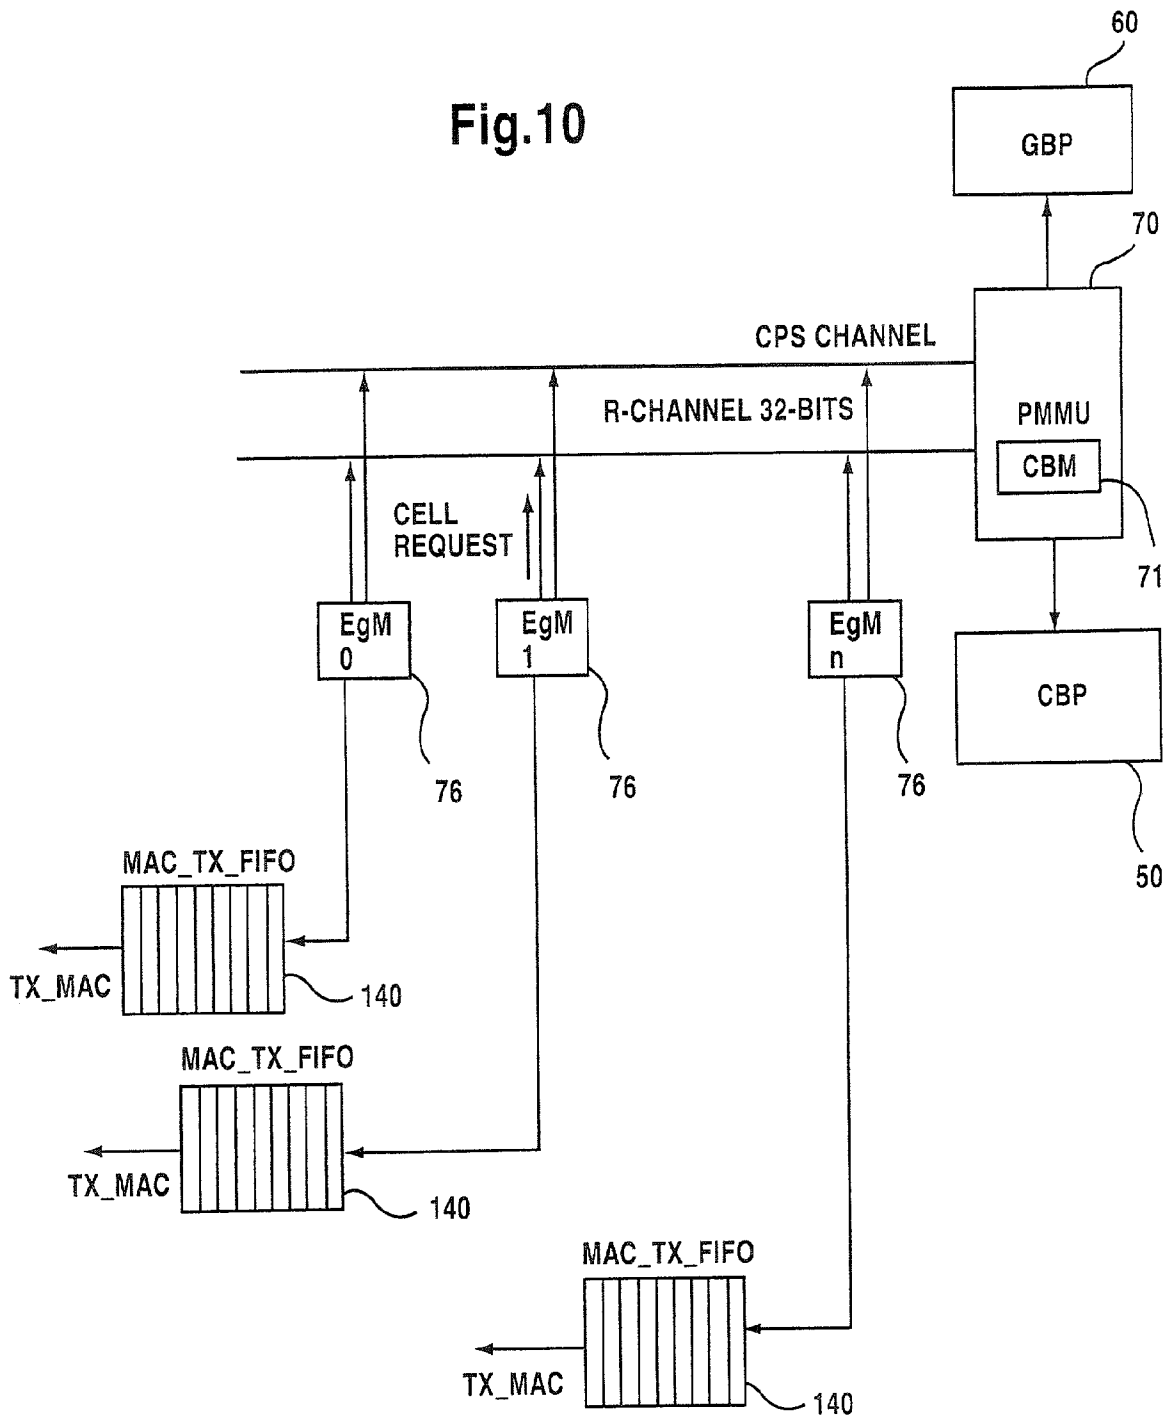 60
Fig.10
GBP
70
CPS CHANNEL
R-CHANNEL 32-BITS
PMMU
CBM
CELL
REQUEST
71
EgM
0
EgM
1
EgM
n
CBP
76
76
76
50
MAC_TX_FIFO
TX_MAC
140
MAC_TX_FIFO
TX_MAC
140
MAC_TX_FIFO
TX_MAC
140